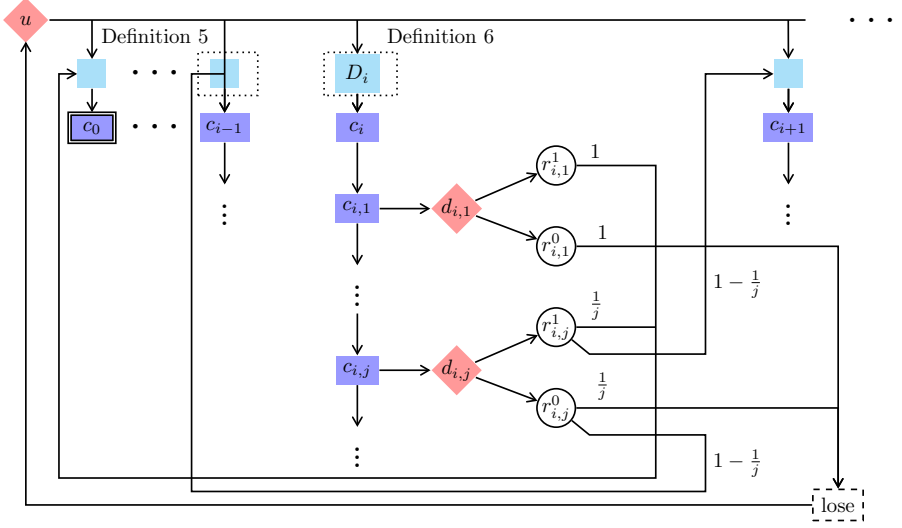 u
. . .
Definition 5
Definition 6
. . .
D_i
c_0
. . .
c_{i−1}
c_i
c_{i+1}
⋮
⋮
c_{i,1}
d_{i,1}
r^1_{i,1}
1
r^0_{i,1}
1
⋮
c_{i,j}
d_{i,j}
r^1_{i,j}
1/j
1 − 1/j
r^0_{i,j}
1/j
1 − 1/j
⋮
lose